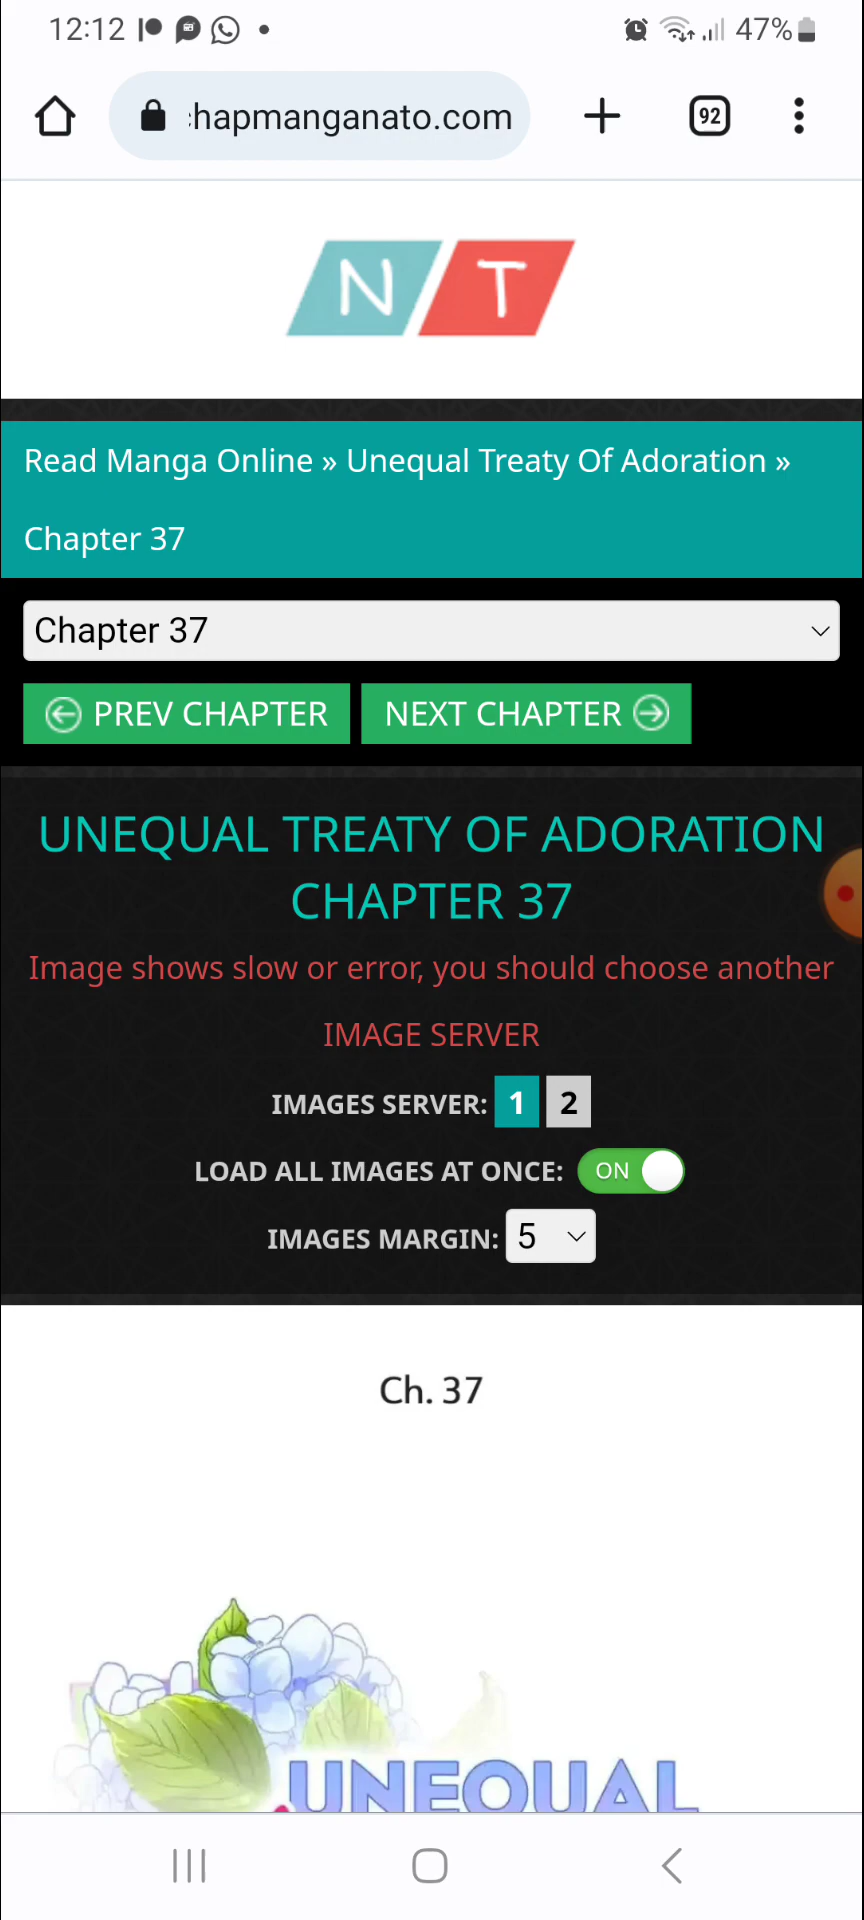 12:12
47%
hapmanganato.com
92
N T
Read Manga Online » Unequal Treaty Of Adoration »
Chapter 37
Chapter 37
PREV CHAPTER
NEXT CHAPTER
UNEQUAL TREATY OF ADORATION
CHAPTER 37
Image shows slow or error, you should choose another
IMAGE SERVER
IMAGES SERVER: 1 2
LOAD ALL IMAGES AT ONCE: ON
IMAGES MARGIN: 5
Ch. 37
UNEQUAL